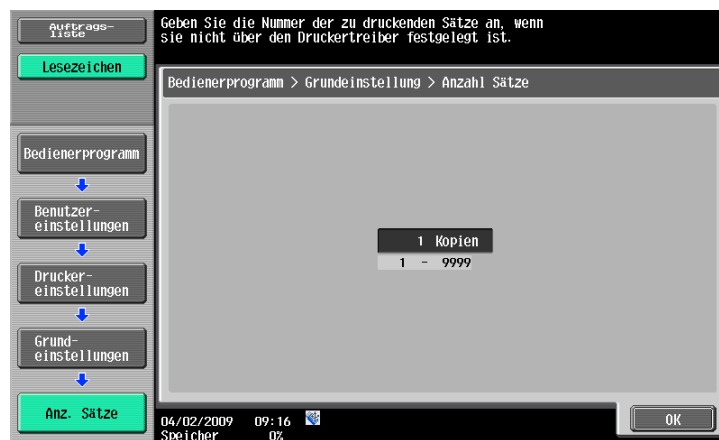 Auftrags-
liste
Lesezeichen
Geben Sie die Nummer der zu druckenden Sätze an, wenn
sie nicht über den Druckertreiber festgelegt ist.
Bedienerprogramm > Grundeinstellung > Anzahl Sätze
Bedienerprogramm
Benutzer-
einstellungen
Drucker-
einstellungen
Grund-
einstellungen
Anz. Sätze
1 Kopien
1 - 9999
04/02/2009 09:16
Speicher 0%
OK